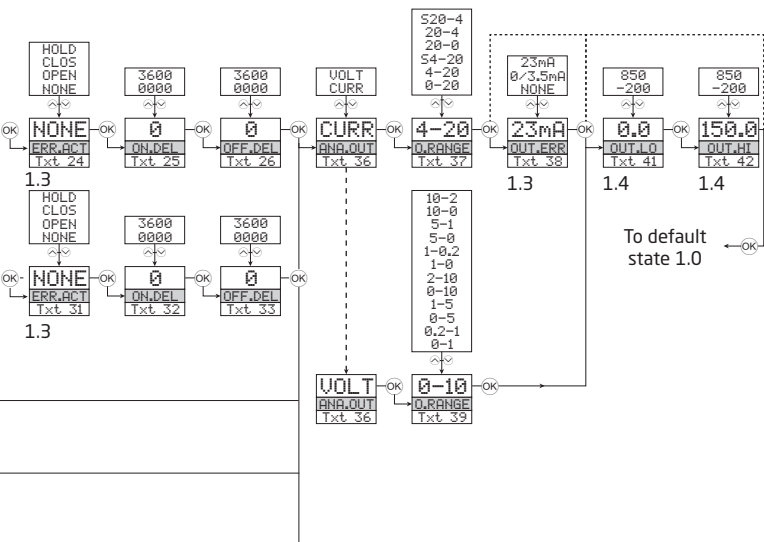 HOLD
CLOS
OPEN
NONE
OK
NONE
ERR.ACT
Txt 24
1.3
OK
3600
0000
0
ON.DEL
Txt 25
OK
3600
0000
0
OFF.DEL
Txt 26
OK
VOLT
CURR
CURR
ANA.OUT
Txt 36
OK
S20-4
20-4
20-0
S4-20
4-20
0-20
4-20
O.RANGE
Txt 37
OK
23mA
0/3.5mA
NONE
23mA
OUT.ERR
Txt 38
1.3
OK
850
-200
0.0
OUT.LO
Txt 41
1.4
OK
850
-200
150.0
OUT.HI
Txt 42
1.4
To default
state 1.0
OK
HOLD
CLOS
OPEN
NONE
OK
NONE
ERR.ACT
Txt 31
1.3
OK
3600
0000
0
ON.DEL
Txt 32
OK
3600
0000
0
OFF.DEL
Txt 33
OK
VOLT
ANA.OUT
Txt 36
OK
10-2
10-0
5-1
5-0
1-0.2
1-0
2-10
0-10
1-5
0-5
0.2-1
0-1
0-10
O.RANGE
Txt 39
OK